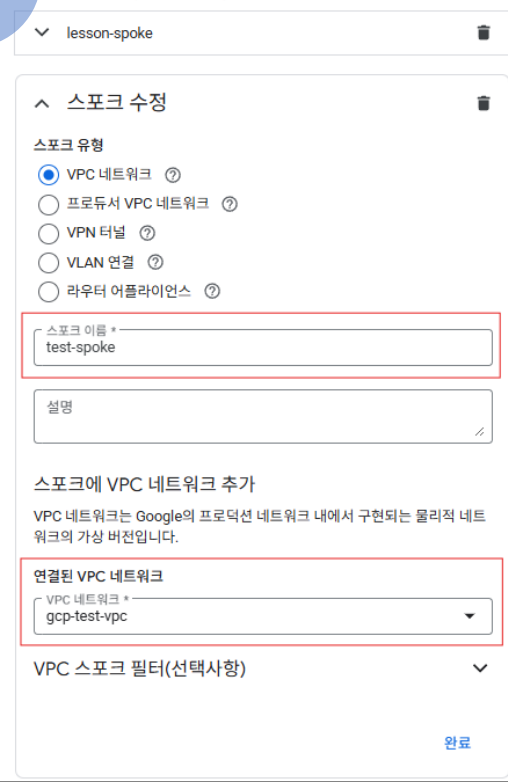 lesson-spoke
스포크 수정
스포크 유형
VPC 네트워크
프로듀서 VPC 네트워크
VPN 터널
VLAN 연결
라우터 어플라이언스
스포크 이름 *
test-spoke
설명
스포크에 VPC 네트워크 추가
VPC 네트워크는 Google의 프로덕션 네트워크 내에서 구현되는 물리적 네트
워크의 가상 버전입니다.
연결된 VPC 네트워크
VPC 네트워크 *
gcp-test-vpc
VPC 스포크 필터(선택사항)
완료